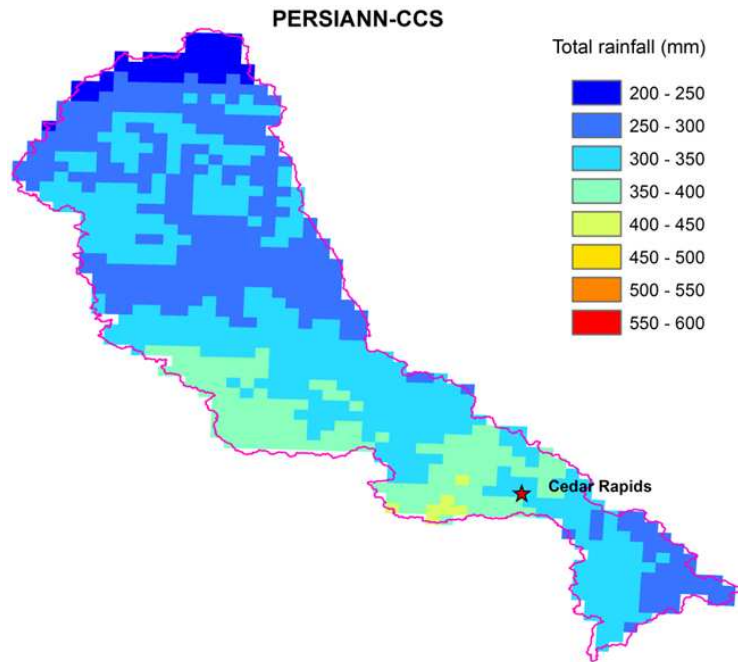 PERSIANN-CCS
Total rainfall (mm)
200 - 250
250 - 300
300 - 350
350 - 400
400 - 450
450 - 500
500 - 550
550 - 600
Cedar Rapids